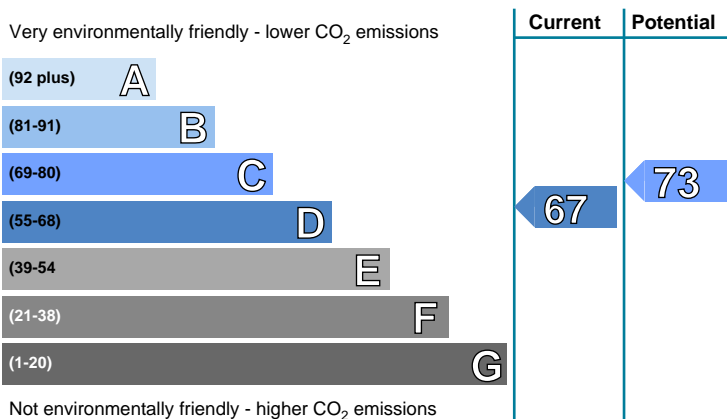 Current Potential
Very environmentally friendly - lower CO2 emissions
(92 plus) A
(81-91) B
(69-80) C
73
(55-68) D
67
(39-54 E
(21-38) F
(1-20) G
Not environmentally friendly - higher CO2 emissions